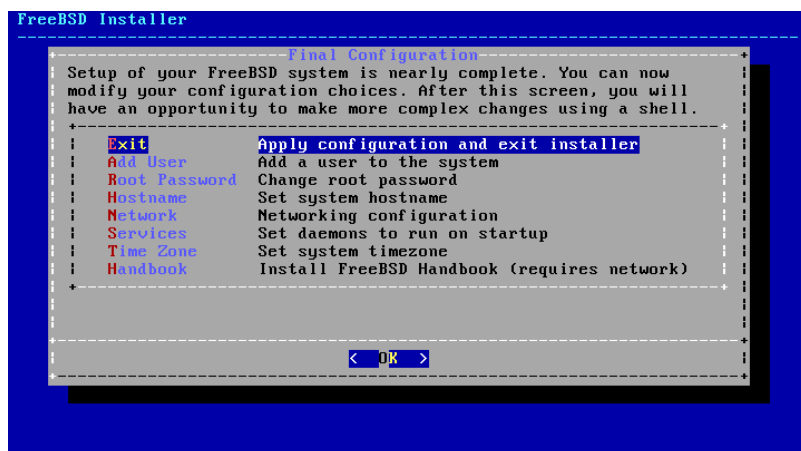 FreeBSD Installer
Final Configuration
Setup of your FreeBSD system is nearly complete. You can now
modify your configuration choices. After this screen, you will
have an opportunity to make more complex changes using a shell.
Exit Apply configuration and exit installer
Add User Add a user to the system
Root Password Change root password
Hostname Set system hostname
Network Networking configuration
Services Set daemons to run on startup
Time Zone Set system timezone
Handbook Install FreeBSD Handbook (requires network)
< OK >